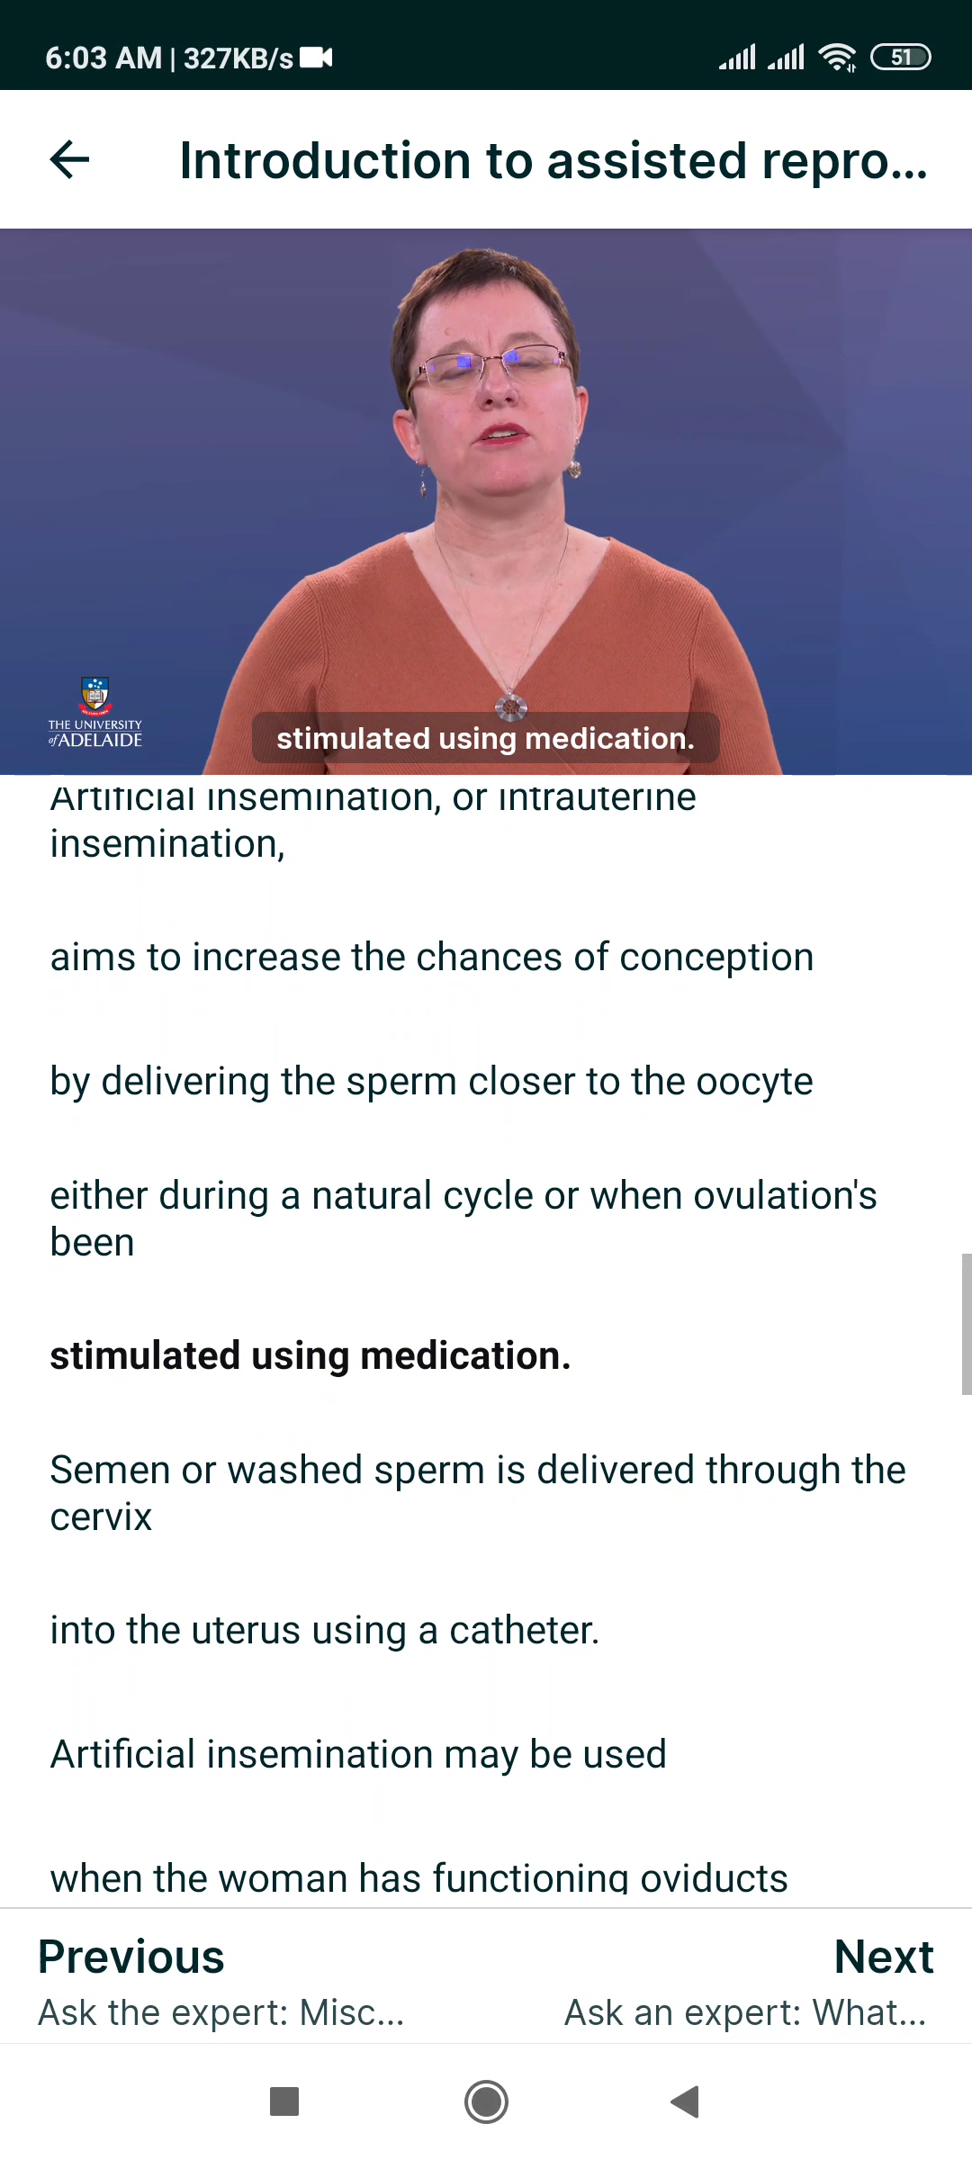 6:03 AM | 327KB/s
51
Introduction to assisted repro...
THE UNIVERSITY
of ADELAIDE
stimulated using medication.
Artificial insemination, or intrauterine
insemination,
aims to increase the chances of conception
by delivering the sperm closer to the oocyte
either during a natural cycle or when ovulation's
been
stimulated using medication.
Semen or washed sperm is delivered through the
cervix
into the uterus using a catheter.
Artificial insemination may be used
when the woman has functioning oviducts
Previous
Next
Ask the expert: Misc...
Ask an expert: What...